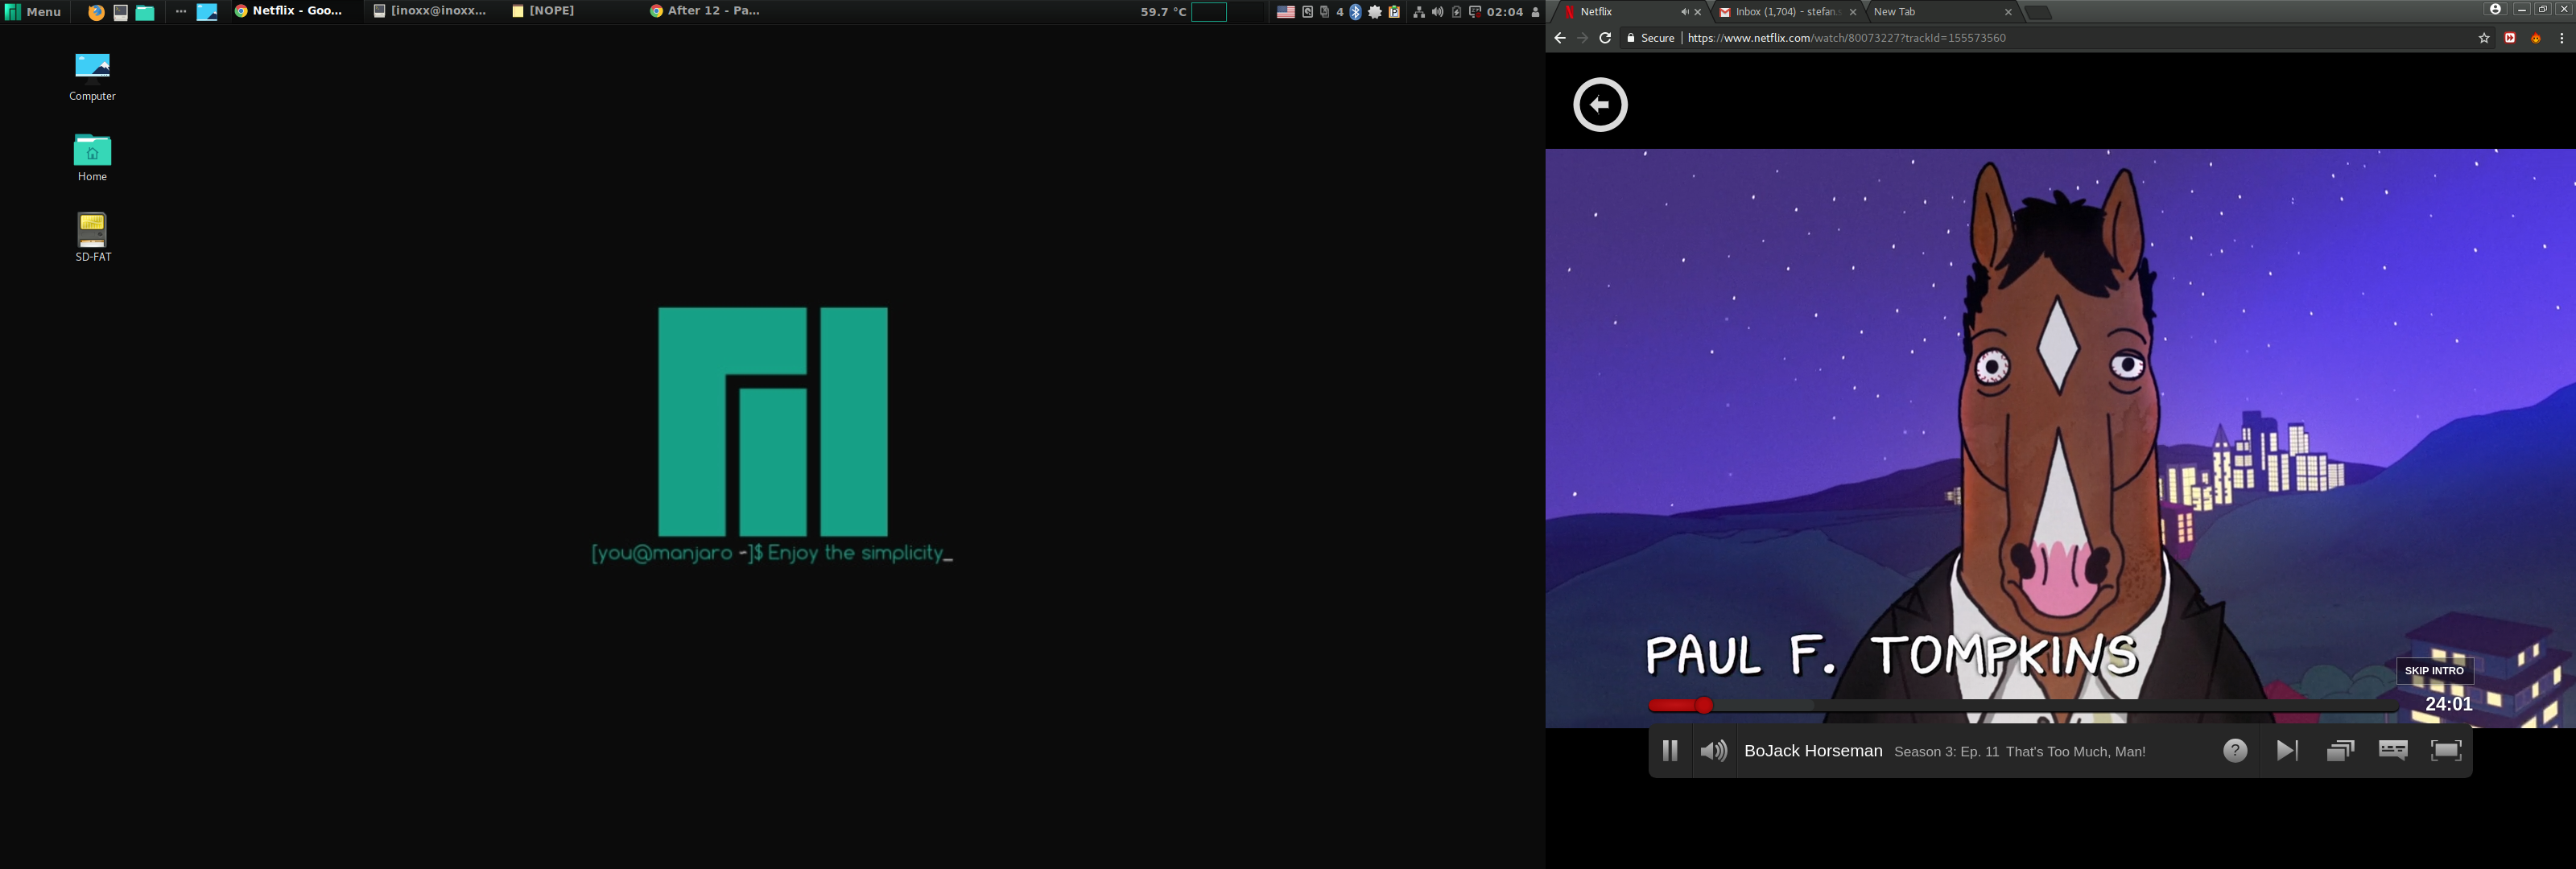 Menu
Netflix - Goo...
[inoxx@inoxx...
[NOPE]
After 12 - Pa...
59.7 °C
4
02:04
Computer
Home
SD-FAT
[you@manjaro ~]$ Enjoy the simplicity_
Netflix
Inbox (1,704) - stefan.s
New Tab
Secure
https://www.netflix.com/watch/80073227?trackId=155573560
PAUL F. TOMPKINS
SKIP INTRO
24:01
BoJack Horseman Season 3: Ep. 11 That's Too Much, Man!
?